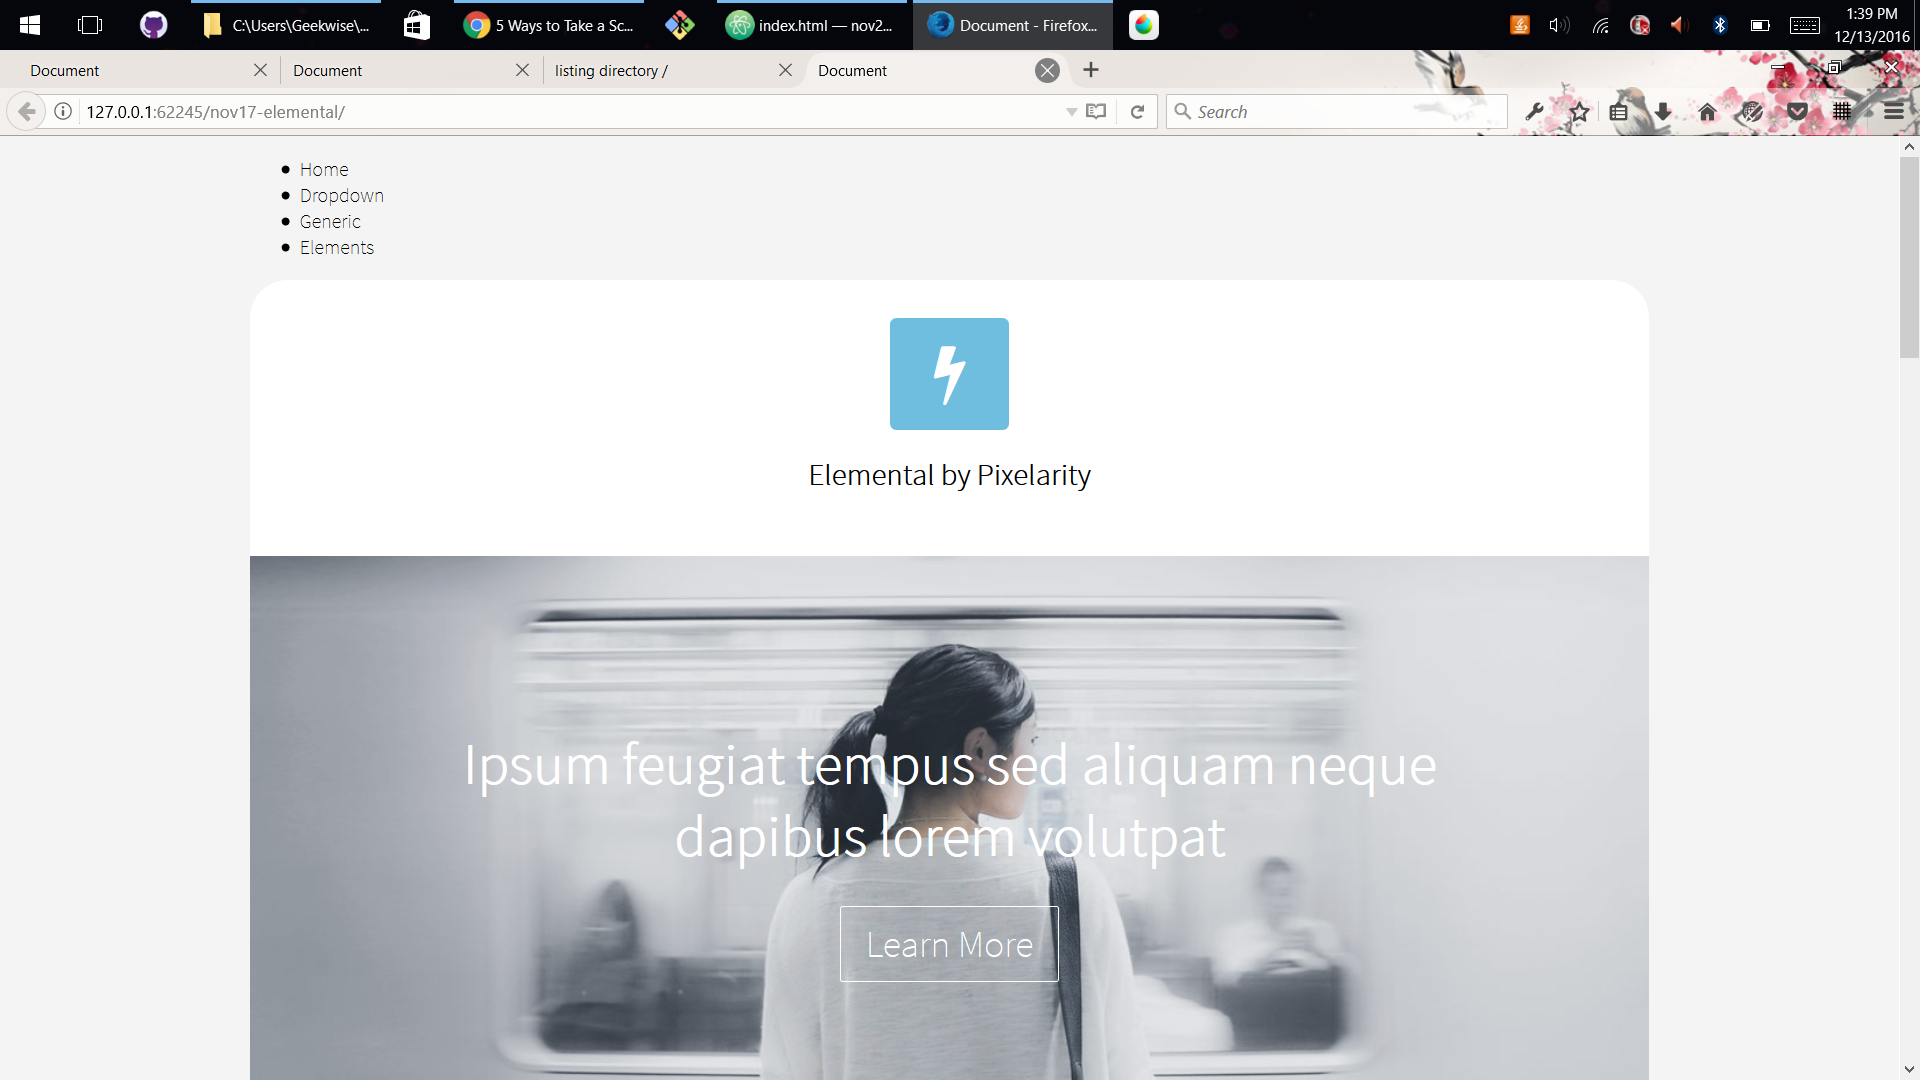 C:\Users\Geekwise\...
5 Ways to Take a Sc...
index.html — nov2...
Document - Firefox...
1:39 PM
12/13/2016
Document
Document
listing directory /
Document
127.0.0.1:62245/nov17-elemental/
Search
Home
Dropdown
Generic
Elements
Elemental by Pixelarity
Ipsum feugiat tempus sed aliquam neque
dapibus lorem volutpat
Learn More